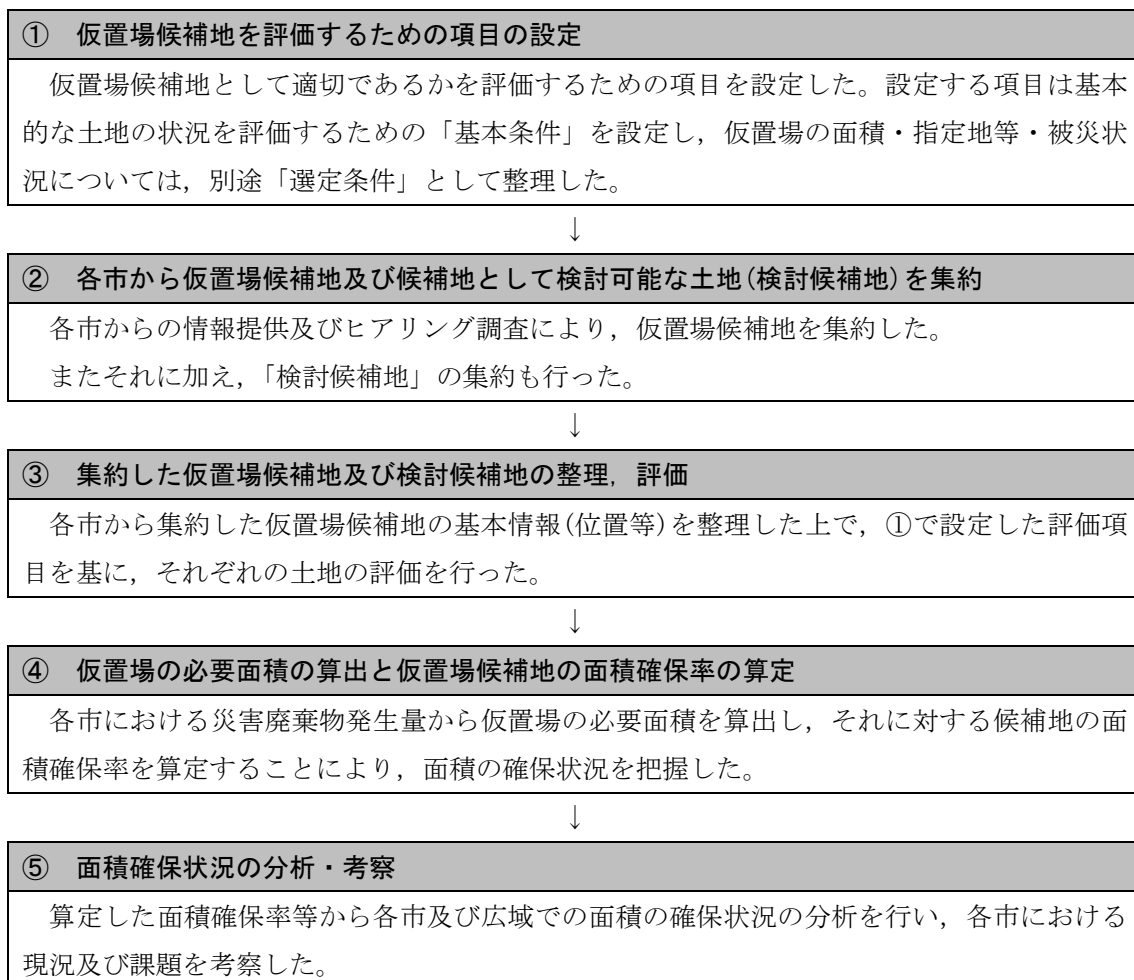 ① 仮置場候補地を評価するための項目の設定
仮置場候補地として適切であるかを評価するための項目を設定した。設定する項目は基本
的な土地の状況を評価するための「基本条件」を設定し，仮置場の面積・指定地等・被災状
況については，別途「選定条件」として整理した。
↓
② 各市から仮置場候補地及び候補地として検討可能な土地(検討候補地)を集約
各市からの情報提供及びヒアリング調査により，仮置場候補地を集約した。
またそれに加え，「検討候補地」の集約も行った。
↓
③ 集約した仮置場候補地及び検討候補地の整理，評価
各市から集約した仮置場候補地の基本情報(位置等)を整理した上で，①で設定した評価項
目を基に，それぞれの土地の評価を行った。
↓
④ 仮置場の必要面積の算出と仮置場候補地の面積確保率の算定
各市における災害廃棄物発生量から仮置場の必要面積を算出し，それに対する候補地の面
積確保率を算定することにより，面積の確保状況を把握した。
↓
⑤ 面積確保状況の分析・考察
算定した面積確保率等から各市及び広域での面積の確保状況の分析を行い，各市における
現況及び課題を考察した。